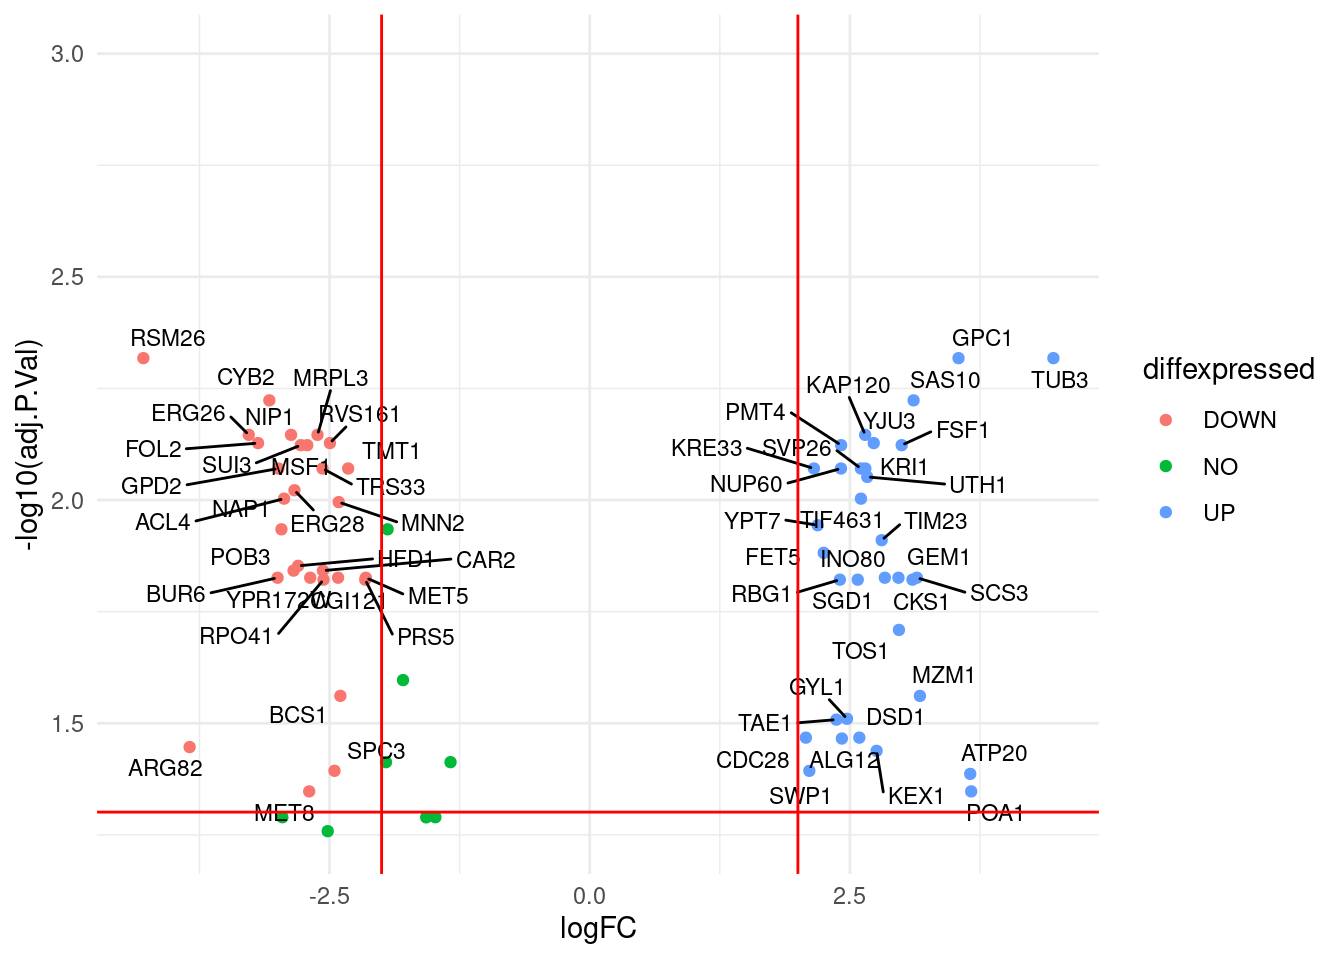 3.0
2.5
2.0
1.5
-log10(adj.P.Val)
-2.5
0.0
2.5
logFC
diffexpressed
DOWN
NO
UP
RSM26
CYB2
MRPL3
ERG26
NIP1
RVS161
FOL2
TMT1
SUI3
MSF1
GPD2
TRS33
NAP1
ACL4
ERG28
MNN2
POB3
HFD1
CAR2
BUR6
YPR172W
CGI121
MET5
RPO41
PRS5
BCS1
SPC3
ARG82
MET8
GPC1
TUB3
KAP120
SAS10
PMT4
YJU3
FSF1
KRE33
SVP26
KRI1
NUP60
UTH1
YPT7
TIF4631
TIM23
FET5
INO80
GEM1
RBG1
SGD1
CKS1
SCS3
TOS1
MZM1
GYL1
DSD1
TAE1
CDC28
ALG12
ATP20
SWP1
KEX1
POA1